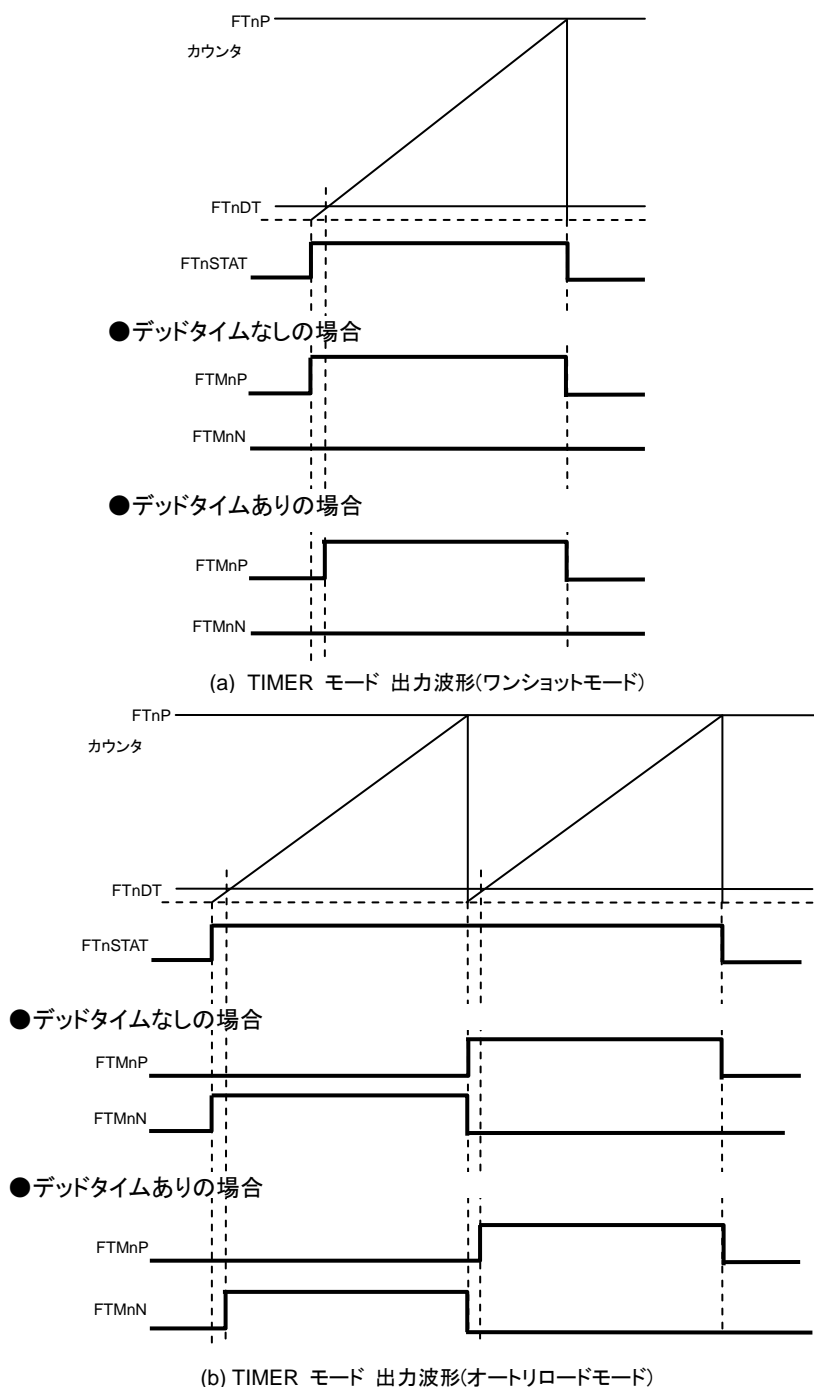 FTnP
カウンタ
FTnDT
FTnSTAT
●デッドタイムなしの場合
FTMnP
FTMnN
●デッドタイムありの場合
FTMnP
FTMnN
(a) TIMER モード 出力波形(ワンショットモード)
FTnP
カウンタ
FTnDT
FTnSTAT
●デッドタイムなしの場合
FTMnP
FTMnN
●デッドタイムありの場合
FTMnP
FTMnN
(b) TIMER モード 出力波形(オートリロードモード)